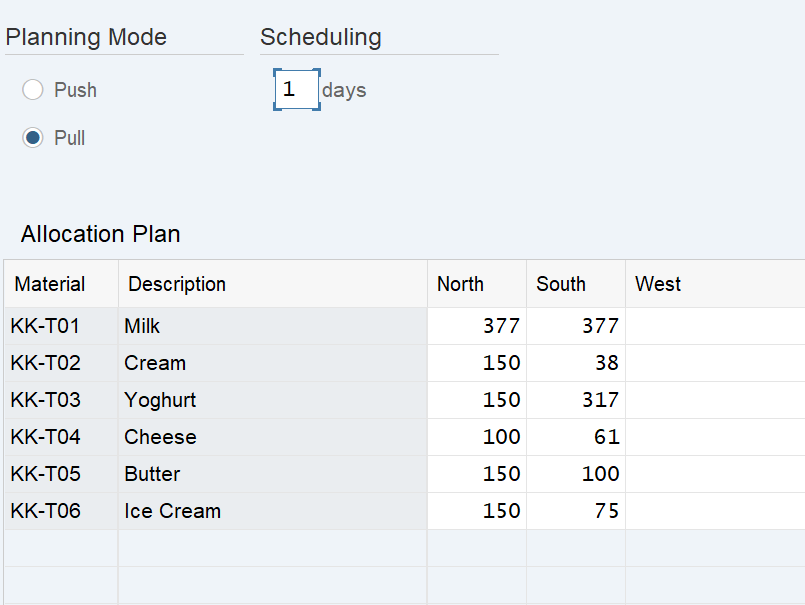 Planning Mode Scheduling
Push 1 days
Pull
Allocation Plan
Material Description North South West
KK-T01 Milk 377 377
KK-T02 Cream 150 38
KK-T03 Yoghurt 150 317
KK-T04 Cheese 100 61
KK-T05 Butter 150 100
KK-T06 Ice Cream 150 75